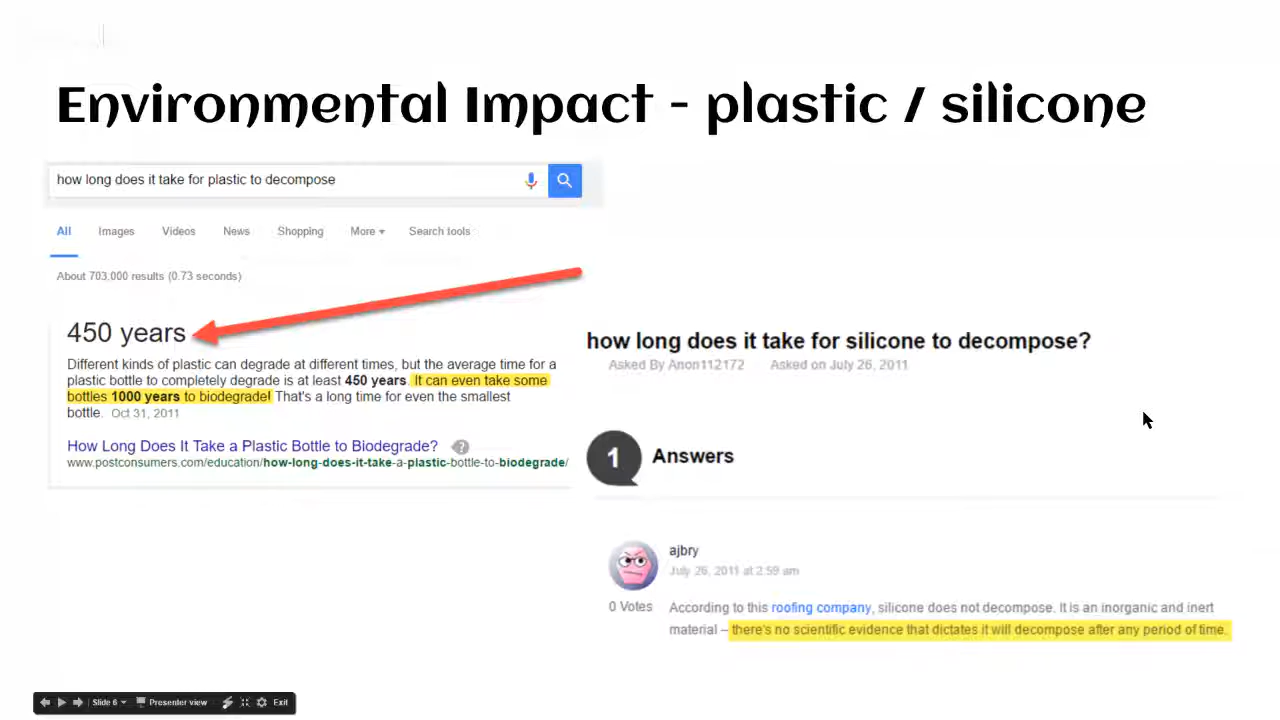 Environmental Impact - plastic / silicone
how long does it take for plastic to decompose
All Images Videos News Shopping More Search tools
About 703,000 results (0.73 seconds)
450 years
Different kinds of plastic can degrade at different times, but the average time for a
plastic bottle to completely degrade is at least 450 years. It can even take some
bottles 1000 years to biodegrade! That's a long time for even the smallest
bottle. Oct 31, 2011
How Long Does It Take a Plastic Bottle to Biodegrade? ?
www.postconsumers.com/education/how-long-does-it-take-a-plastic-bottle-to-biodegrade/
how long does it take for silicone to decompose?
Asked By Anon112172 Asked on July 26, 2011
1 Answers
ajbry
July 26, 2011 at 2:59 am
0 Votes
According to this roofing company, silicone does not decompose. It is an inorganic and inert
material – there's no scientific evidence that dictates it will decompose after any period of time.
Slide 6 Presenter view Exit